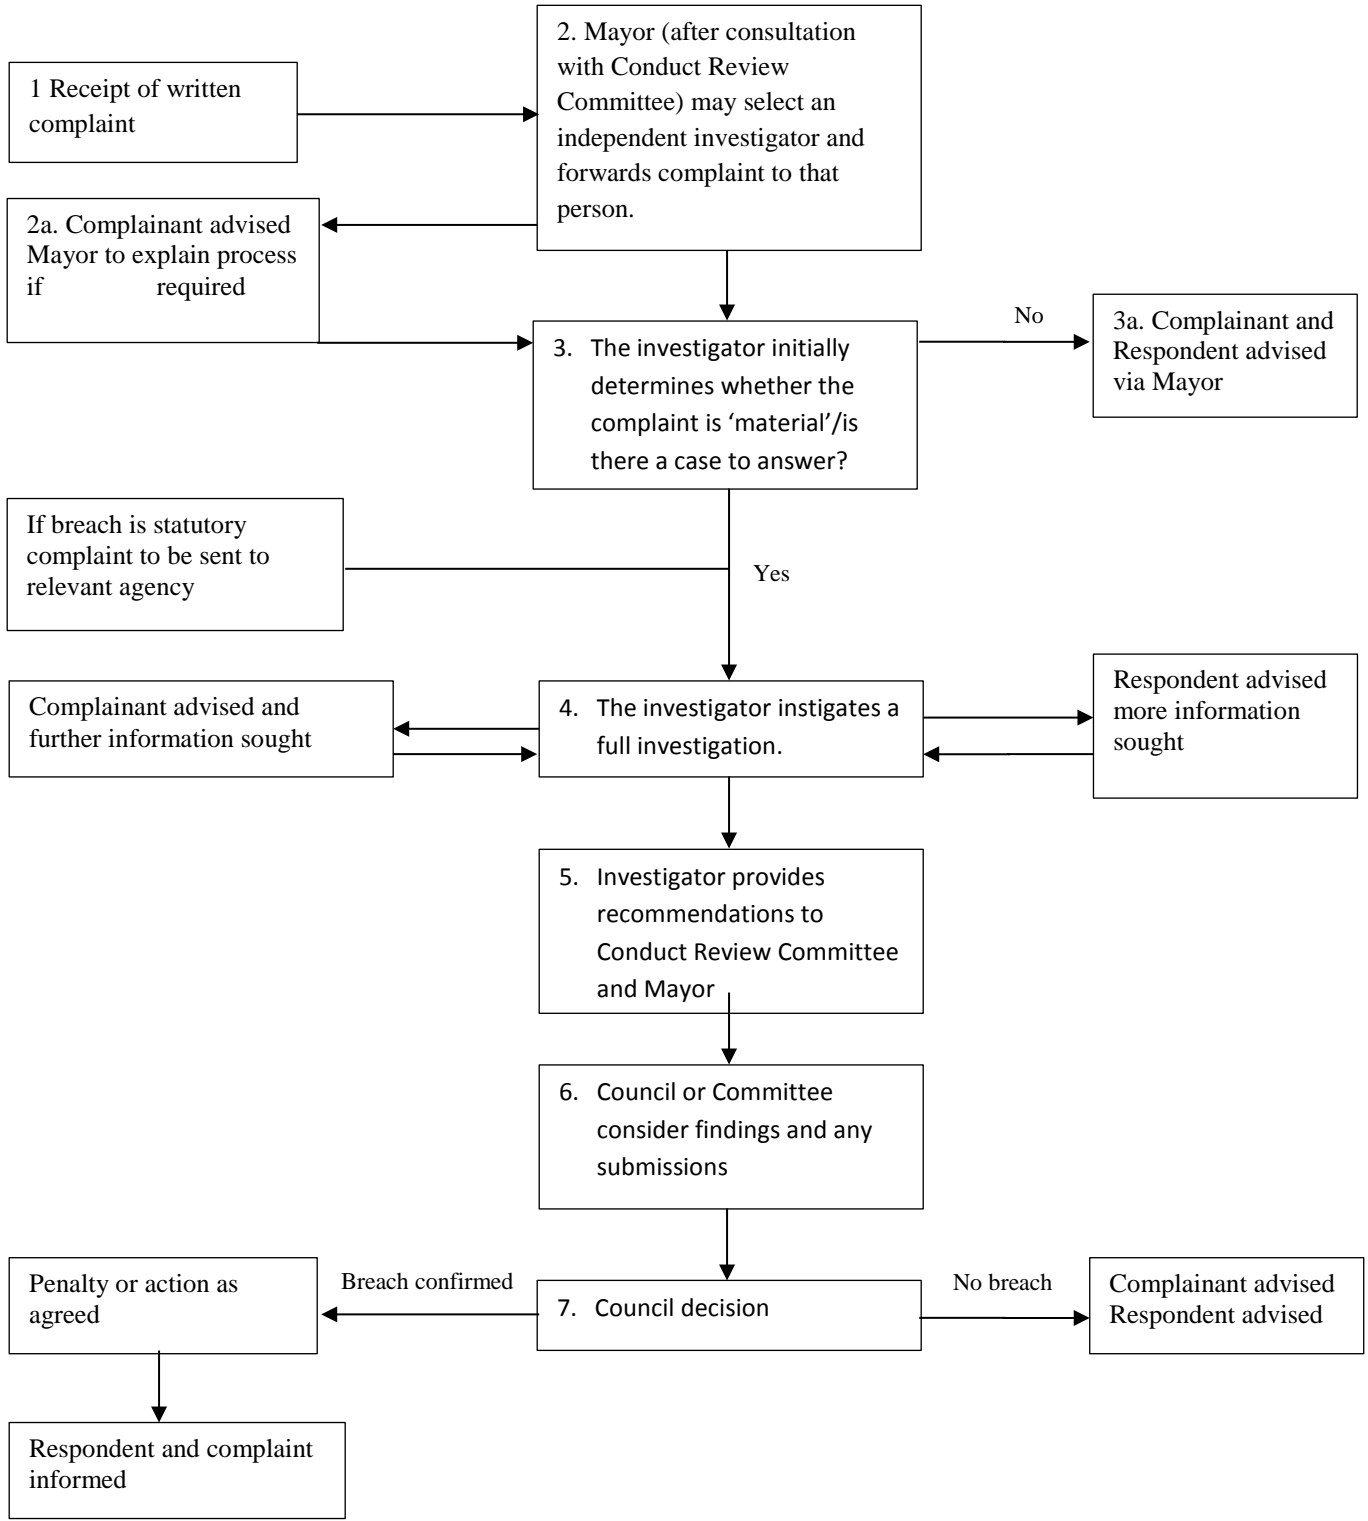 1 Receipt of written
complaint
2. Mayor (after consultation
with Conduct Review
Committee) may select an
independent investigator and
forwards complaint to that
person.
2a. Complainant advised
Mayor to explain process
if required
3. The investigator initially
determines whether the
complaint is ‘material’/is
there a case to answer?
No
3a. Complainant and
Respondent advised
via Mayor
If breach is statutory
complaint to be sent to
relevant agency
Yes
Complainant advised and
further information sought
4. The investigator instigates a
full investigation.
Respondent advised
more information
sought
5. Investigator provides
recommendations to
Conduct Review Committee
and Mayor
6. Council or Committee
consider findings and any
submissions
Penalty or action as
agreed
Breach confirmed
7. Council decision
No breach
Complainant advised
Respondent advised
Respondent and complaint
informed